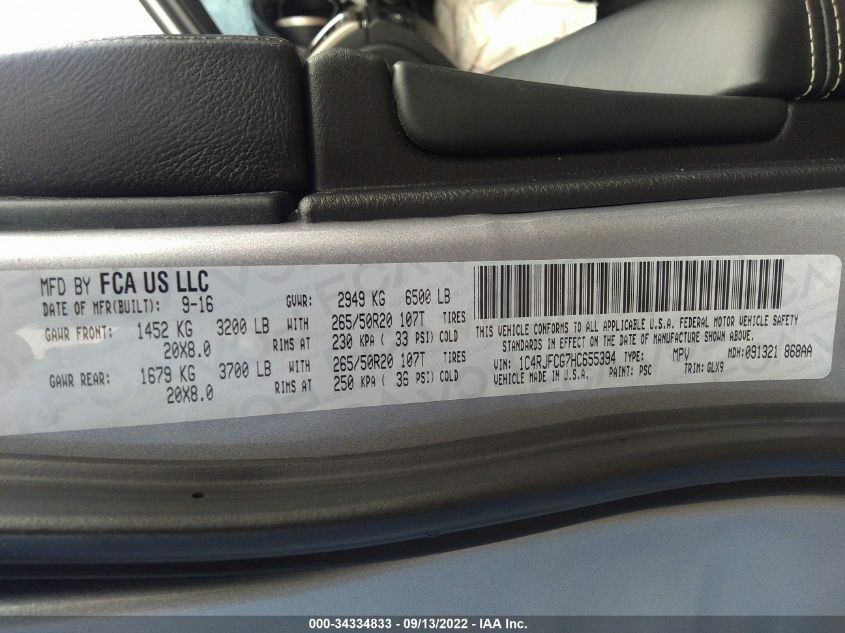 MFD BY FCA US LLC
DATE OF MFR(BUILT): 9-16 GVWR: 2949 KG 6500 LB
GAWR FRONT: 1452 KG 3200 LB WITH 265/50R20 107T TIRES
20X8.0 RIMS AT 230 KPA ( 33 PSI) COLD
GAWR REAR: 1679 KG 3700 LB WITH 265/50R20 107T TIRES
20X8.0 RIMS AT 250 KPA ( 36 PSI) COLD
THIS VEHICLE CONFORMS TO ALL APPLICABLE U.S.A. FEDERAL MOTOR VEHICLE SAFETY
STANDARDS IN EFFECT ON THE DATE OF MANUFACTURE SHOWN ABOVE.
VIN: 1C4RJFCG7HC655394 TYPE: MPV MDH:091321 868AA
VEHICLE MADE IN U.S.A. PAINT: PSC TRIM: GLX9
000-34334833 - 09/13/2022 - IAA Inc.